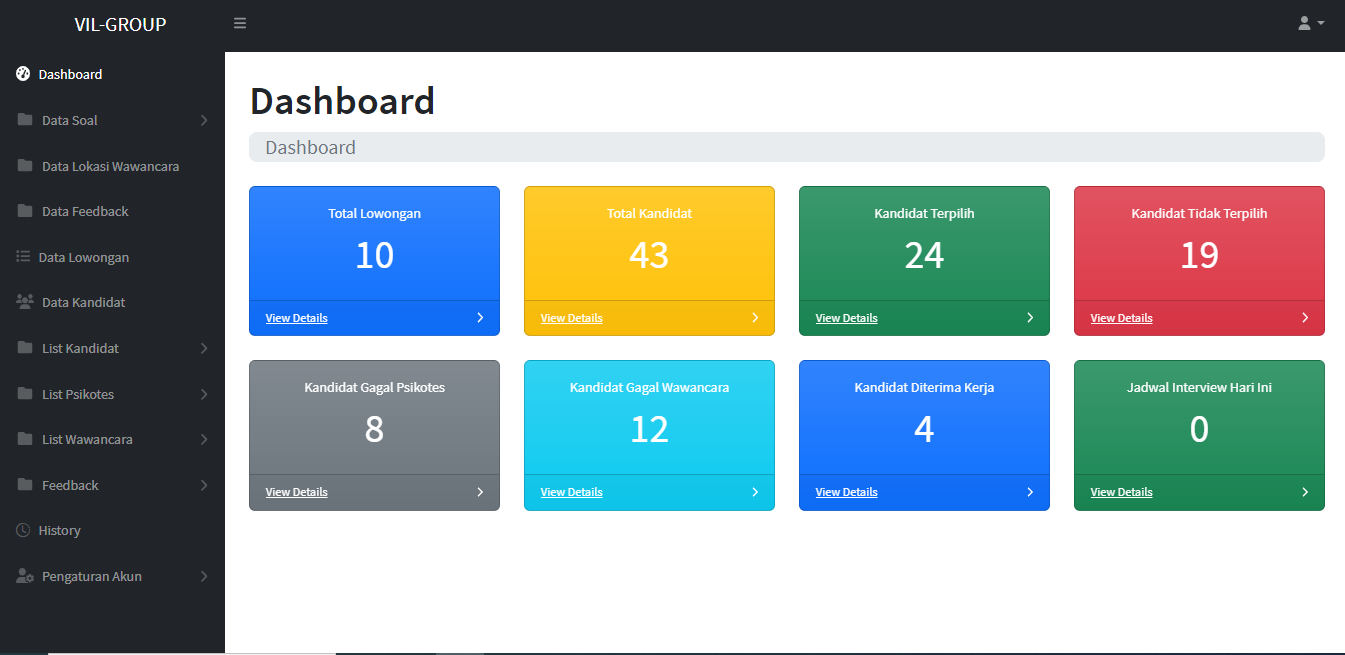 VIL-GROUP
Dashboard
Data Soal
Data Lokasi Wawancara
Data Feedback
Data Lowongan
Data Kandidat
List Kandidat
List Psikotes
List Wawancara
Feedback
History
Pengaturan Akun
Dashboard
Dashboard
Total Lowongan
10
View Details
Total Kandidat
43
View Details
Kandidat Terpilih
24
View Details
Kandidat Tidak Terpilih
19
View Details
Kandidat Gagal Psikotes
8
View Details
Kandidat Gagal Wawancara
12
View Details
Kandidat Diterima Kerja
4
View Details
Jadwal Interview Hari Ini
0
View Details